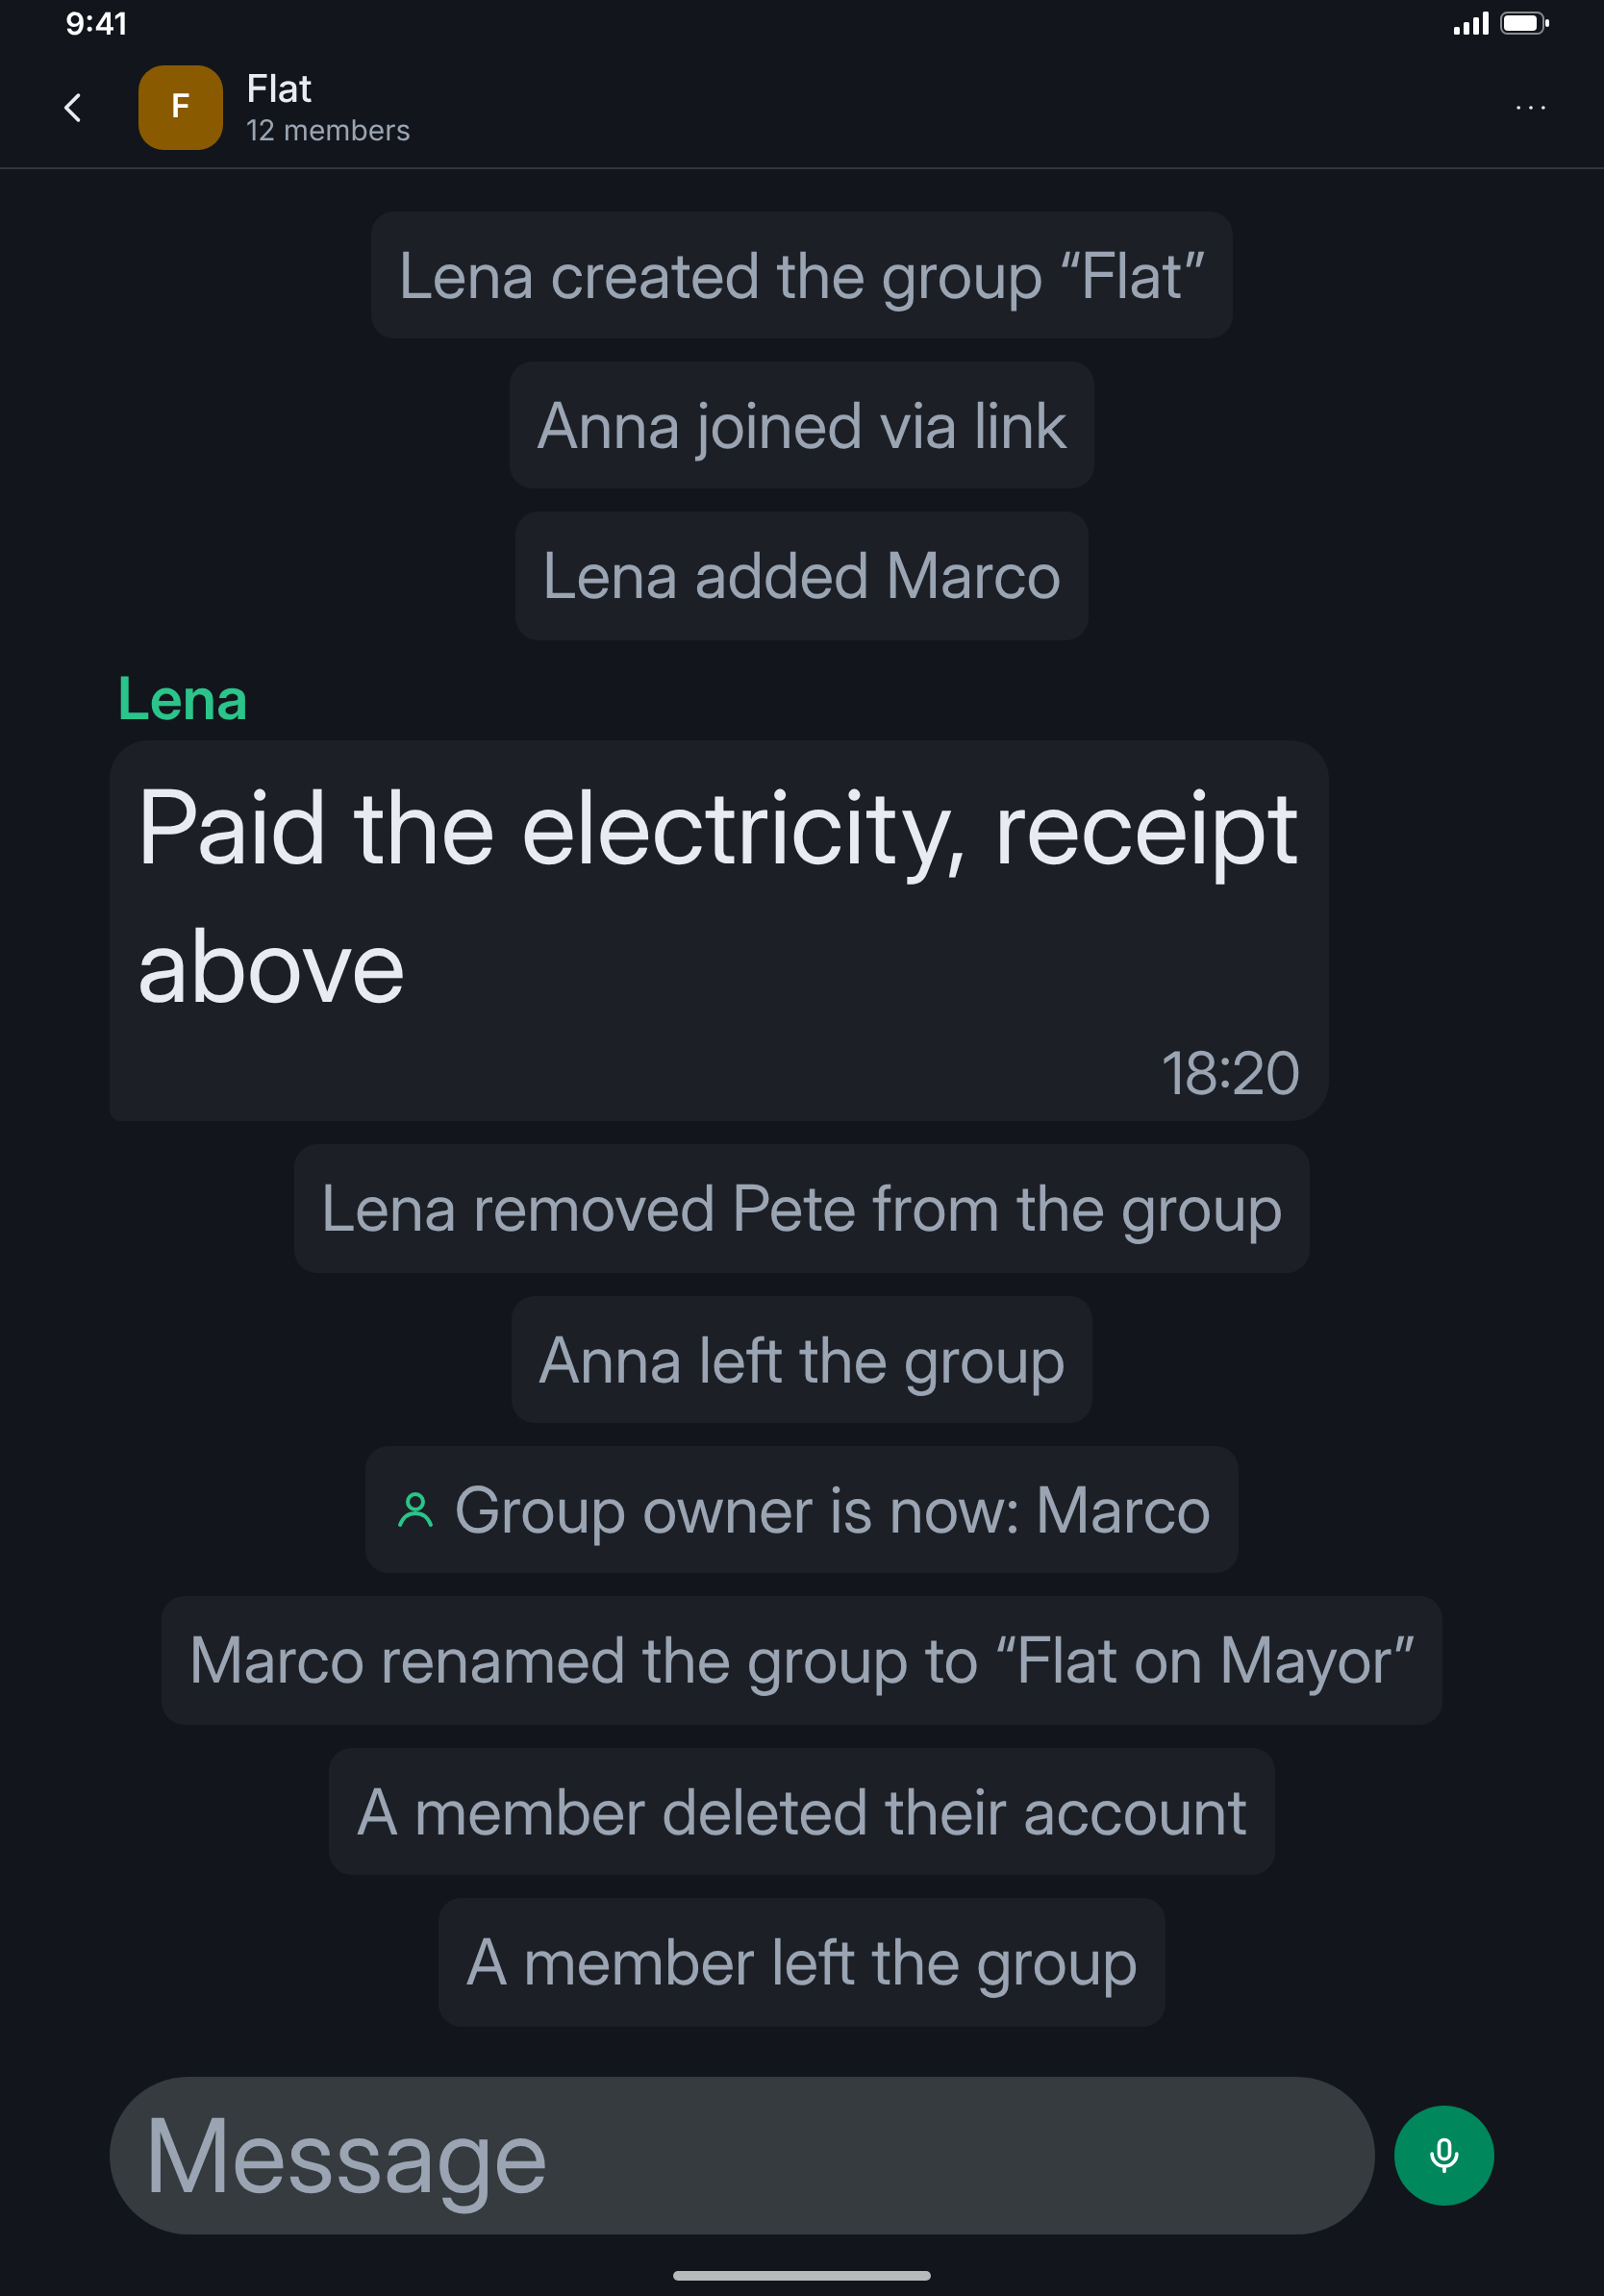 9:41
F
Flat
12 members
Lena created the group “Flat”
Anna joined via link
Lena added Marco
Lena
Paid the electricity, receipt
above
18:20
Lena removed Pete from the group
Anna left the group
Group owner is now: Marco
Marco renamed the group to “Flat on Mayor”
A member deleted their account
A member left the group
Message